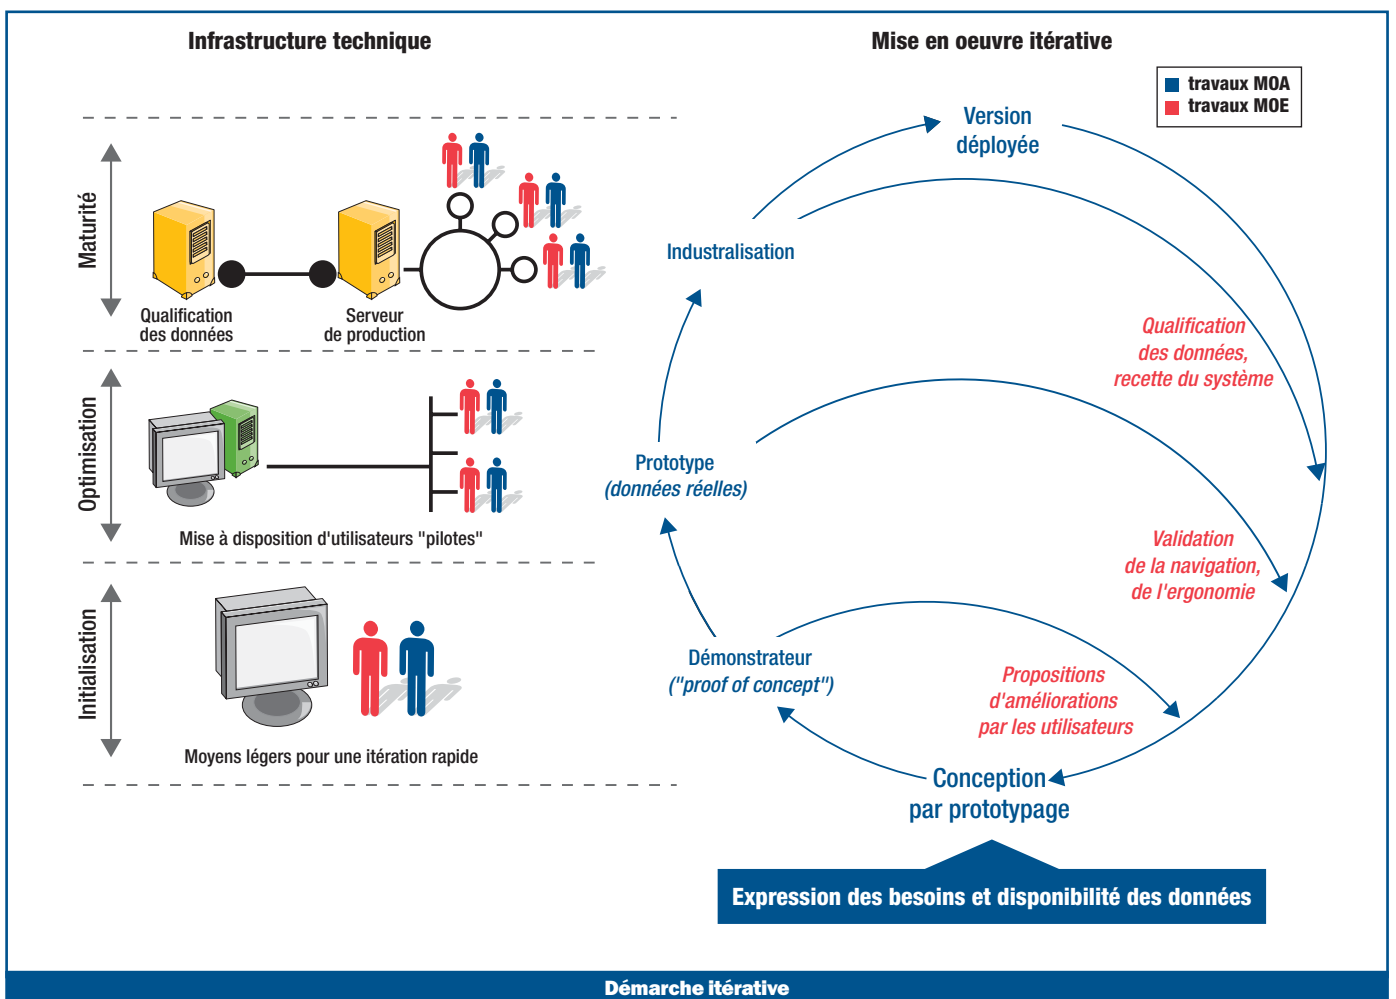 Infrastructure technique
Mise en oeuvre itérative
travaux MOA
travaux MOE
Maturité
Qualification
des données
Serveur
de production
Optimisation
Mise à disposition d'utilisateurs "pilotes"
Initialisation
Moyens légers pour une itération rapide
Version
déployée
Industralisation
Qualification
des données,
recette du système
Prototype
(données réelles)
Validation
de la navigation,
de l'ergonomie
Démonstrateur
("proof of concept")
Propositions
d'améliorations
par les utilisateurs
Conception
par prototypage
Expression des besoins et disponibilité des données
Démarche itérative